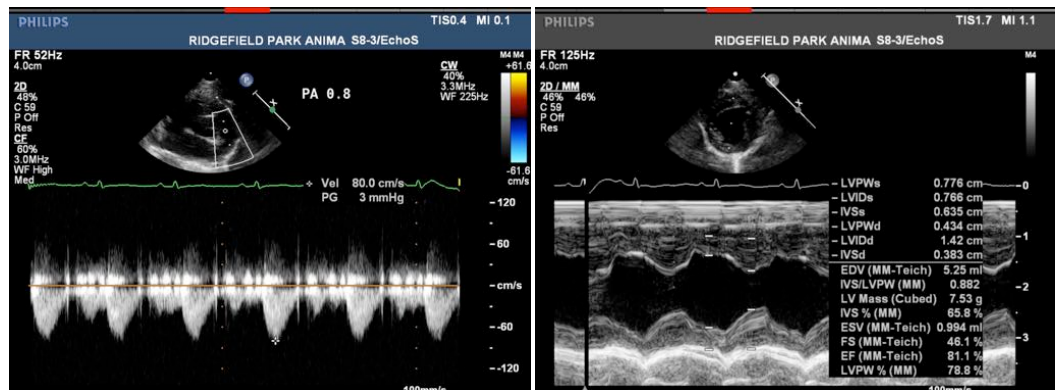 PHILIPS
TIS0.4 MI 0.1
RIDGEFIELD PARK ANIMA S8-3/EchoS
FR 52Hz
4.0cm
2D
48%
C 59
P Off
Res
CF
60%
3.0MHz
WF High
Med
PA 0.8
CW
40%
3.3MHz
WF 225Hz
M4 M4
+61.6
-61.6
cm/s
Vel 80.0 cm/s
PG 3 mmHg
-120
-60
-cm/s
-60
--120
100mm/s
PHILIPS
TIS1.7 MI 1.1
RIDGEFIELD PARK ANIMA S8-3/EchoS
FR 125Hz
4.0cm
2D / MM
46% 46%
C 59
P Off
Res
M4
LVPWs 0.776 cm
LVIDs 0.766 cm
IVSs 0.635 cm
LVPWd 0.434 cm
LVIDd 1.42 cm
IVSd 0.383 cm
EDV (MM-Teich) 5.25 ml
IVS/LVPW (MM) 0.882
LV Mass (Cubed) 7.53 g
IVS % (MM) 65.8 %
ESV (MM-Teich) 0.994 ml
FS (MM-Teich) 46.1 %
EF (MM-Teich) 81.1 %
LVPW % (MM) 78.8 %
-0
-1
-2
-3
100mm/s